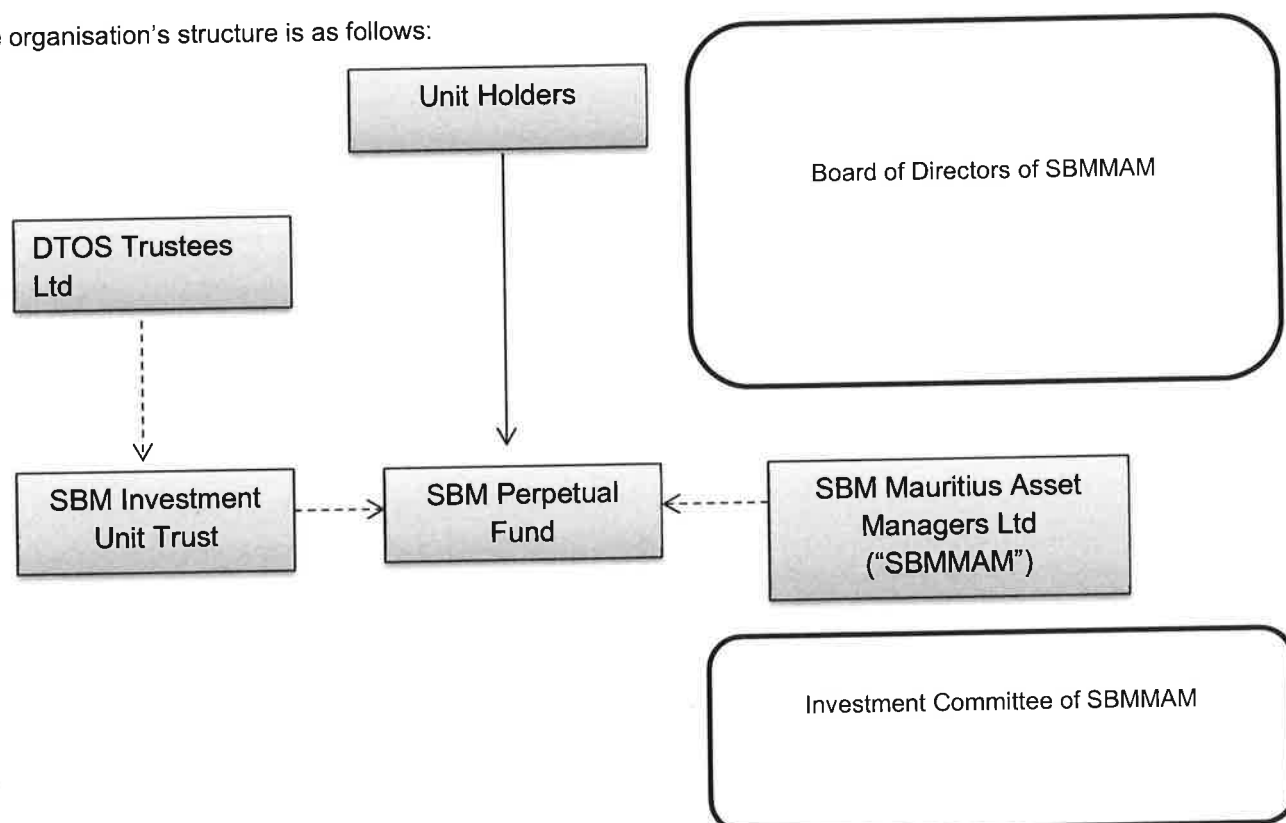 organisation's structure is as follows:
Unit Holders
Board of Directors of SBMMAM
DTOS Trustees
Ltd
SBM Investment
Unit Trust
SBM Perpetual
Fund
SBM Mauritius Asset
Managers Ltd
("SBMMAM")
Investment Committee of SBMMAM